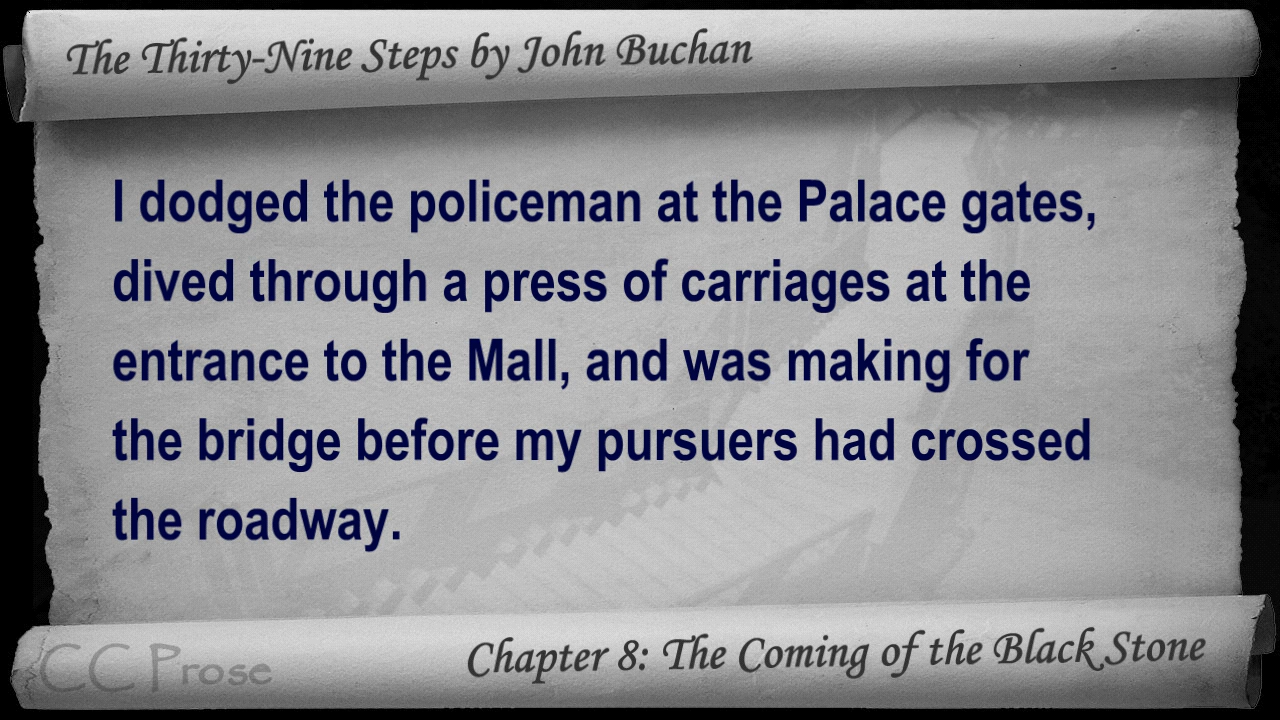 The Thirty-Nine Steps by John Buchan
I dodged the policeman at the Palace gates,
dived through a press of carriages at the
entrance to the Mall, and was making for
the bridge before my pursuers had crossed
the roadway.
CC Prose
Chapter 8: The Coming of the Black Stone